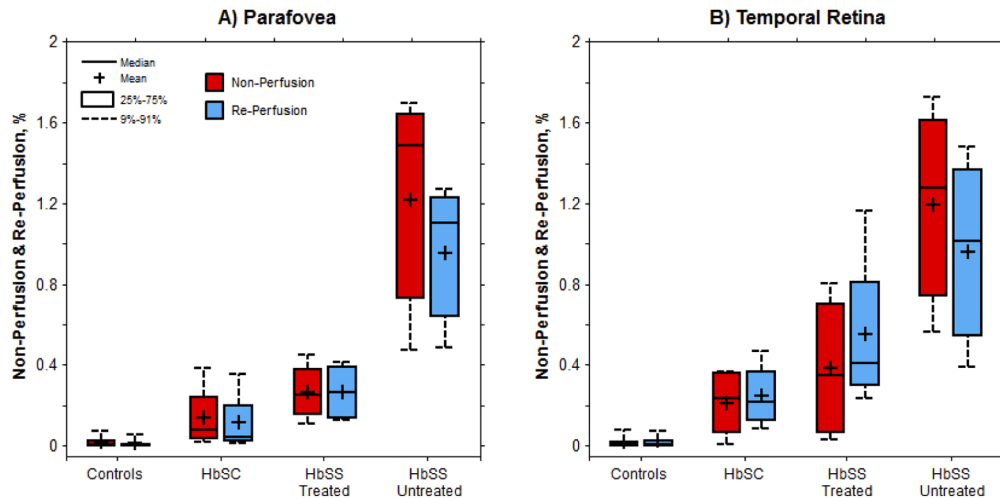 A) Parafovea
B) Temporal Retina
Non-Perfusion & Re-Perfusion, %
2
1.6
1.2
0.8
0.4
0
Median
Mean
25%-75%
9%-91%
Non-Perfusion
Re-Perfusion
Controls
HbSC
HbSS
Treated
HbSS
Untreated
Non-Perfusion & Re-Perfusion, %
2
1.6
1.2
0.8
0.4
0
Controls
HbSC
HbSS
Treated
HbSS
Untreated